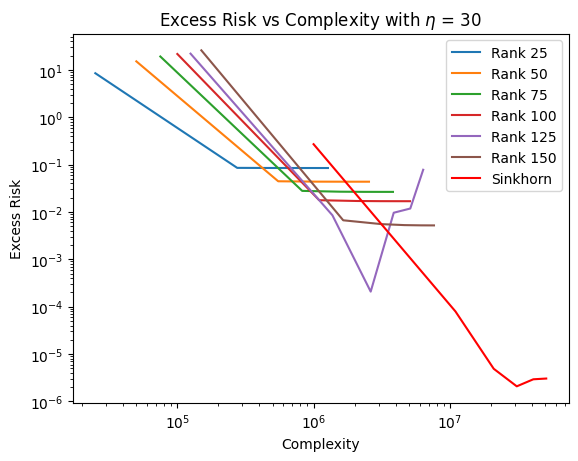 Excess Risk vs Complexity with η = 30
Excess Risk
10¹
10⁰
10⁻¹
10⁻²
10⁻³
10⁻⁴
10⁻⁵
10⁻⁶
Rank 25
Rank 50
Rank 75
Rank 100
Rank 125
Rank 150
Sinkhorn
10⁵
10⁶
10⁷
Complexity